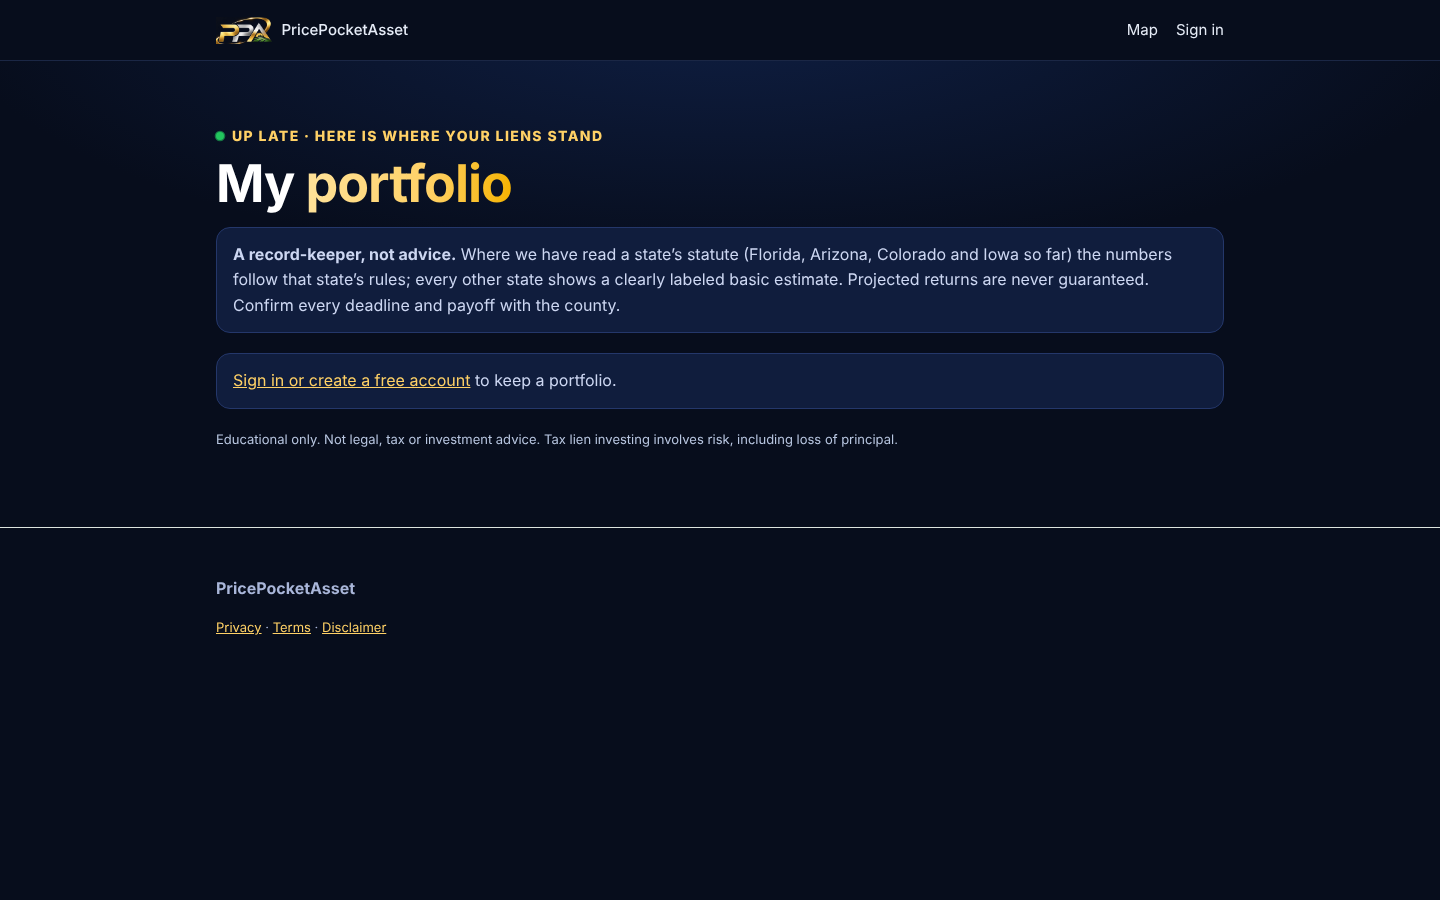 PPA PricePocketAsset
Map Sign in
UP LATE · HERE IS WHERE YOUR LIENS STAND
My portfolio
A record-keeper, not advice. Where we have read a state’s statute (Florida, Arizona, Colorado and Iowa so far) the numbers
follow that state’s rules; every other state shows a clearly labeled basic estimate. Projected returns are never guaranteed.
Confirm every deadline and payoff with the county.
Sign in or create a free account to keep a portfolio.
Educational only. Not legal, tax or investment advice. Tax lien investing involves risk, including loss of principal.
PricePocketAsset
Privacy · Terms · Disclaimer